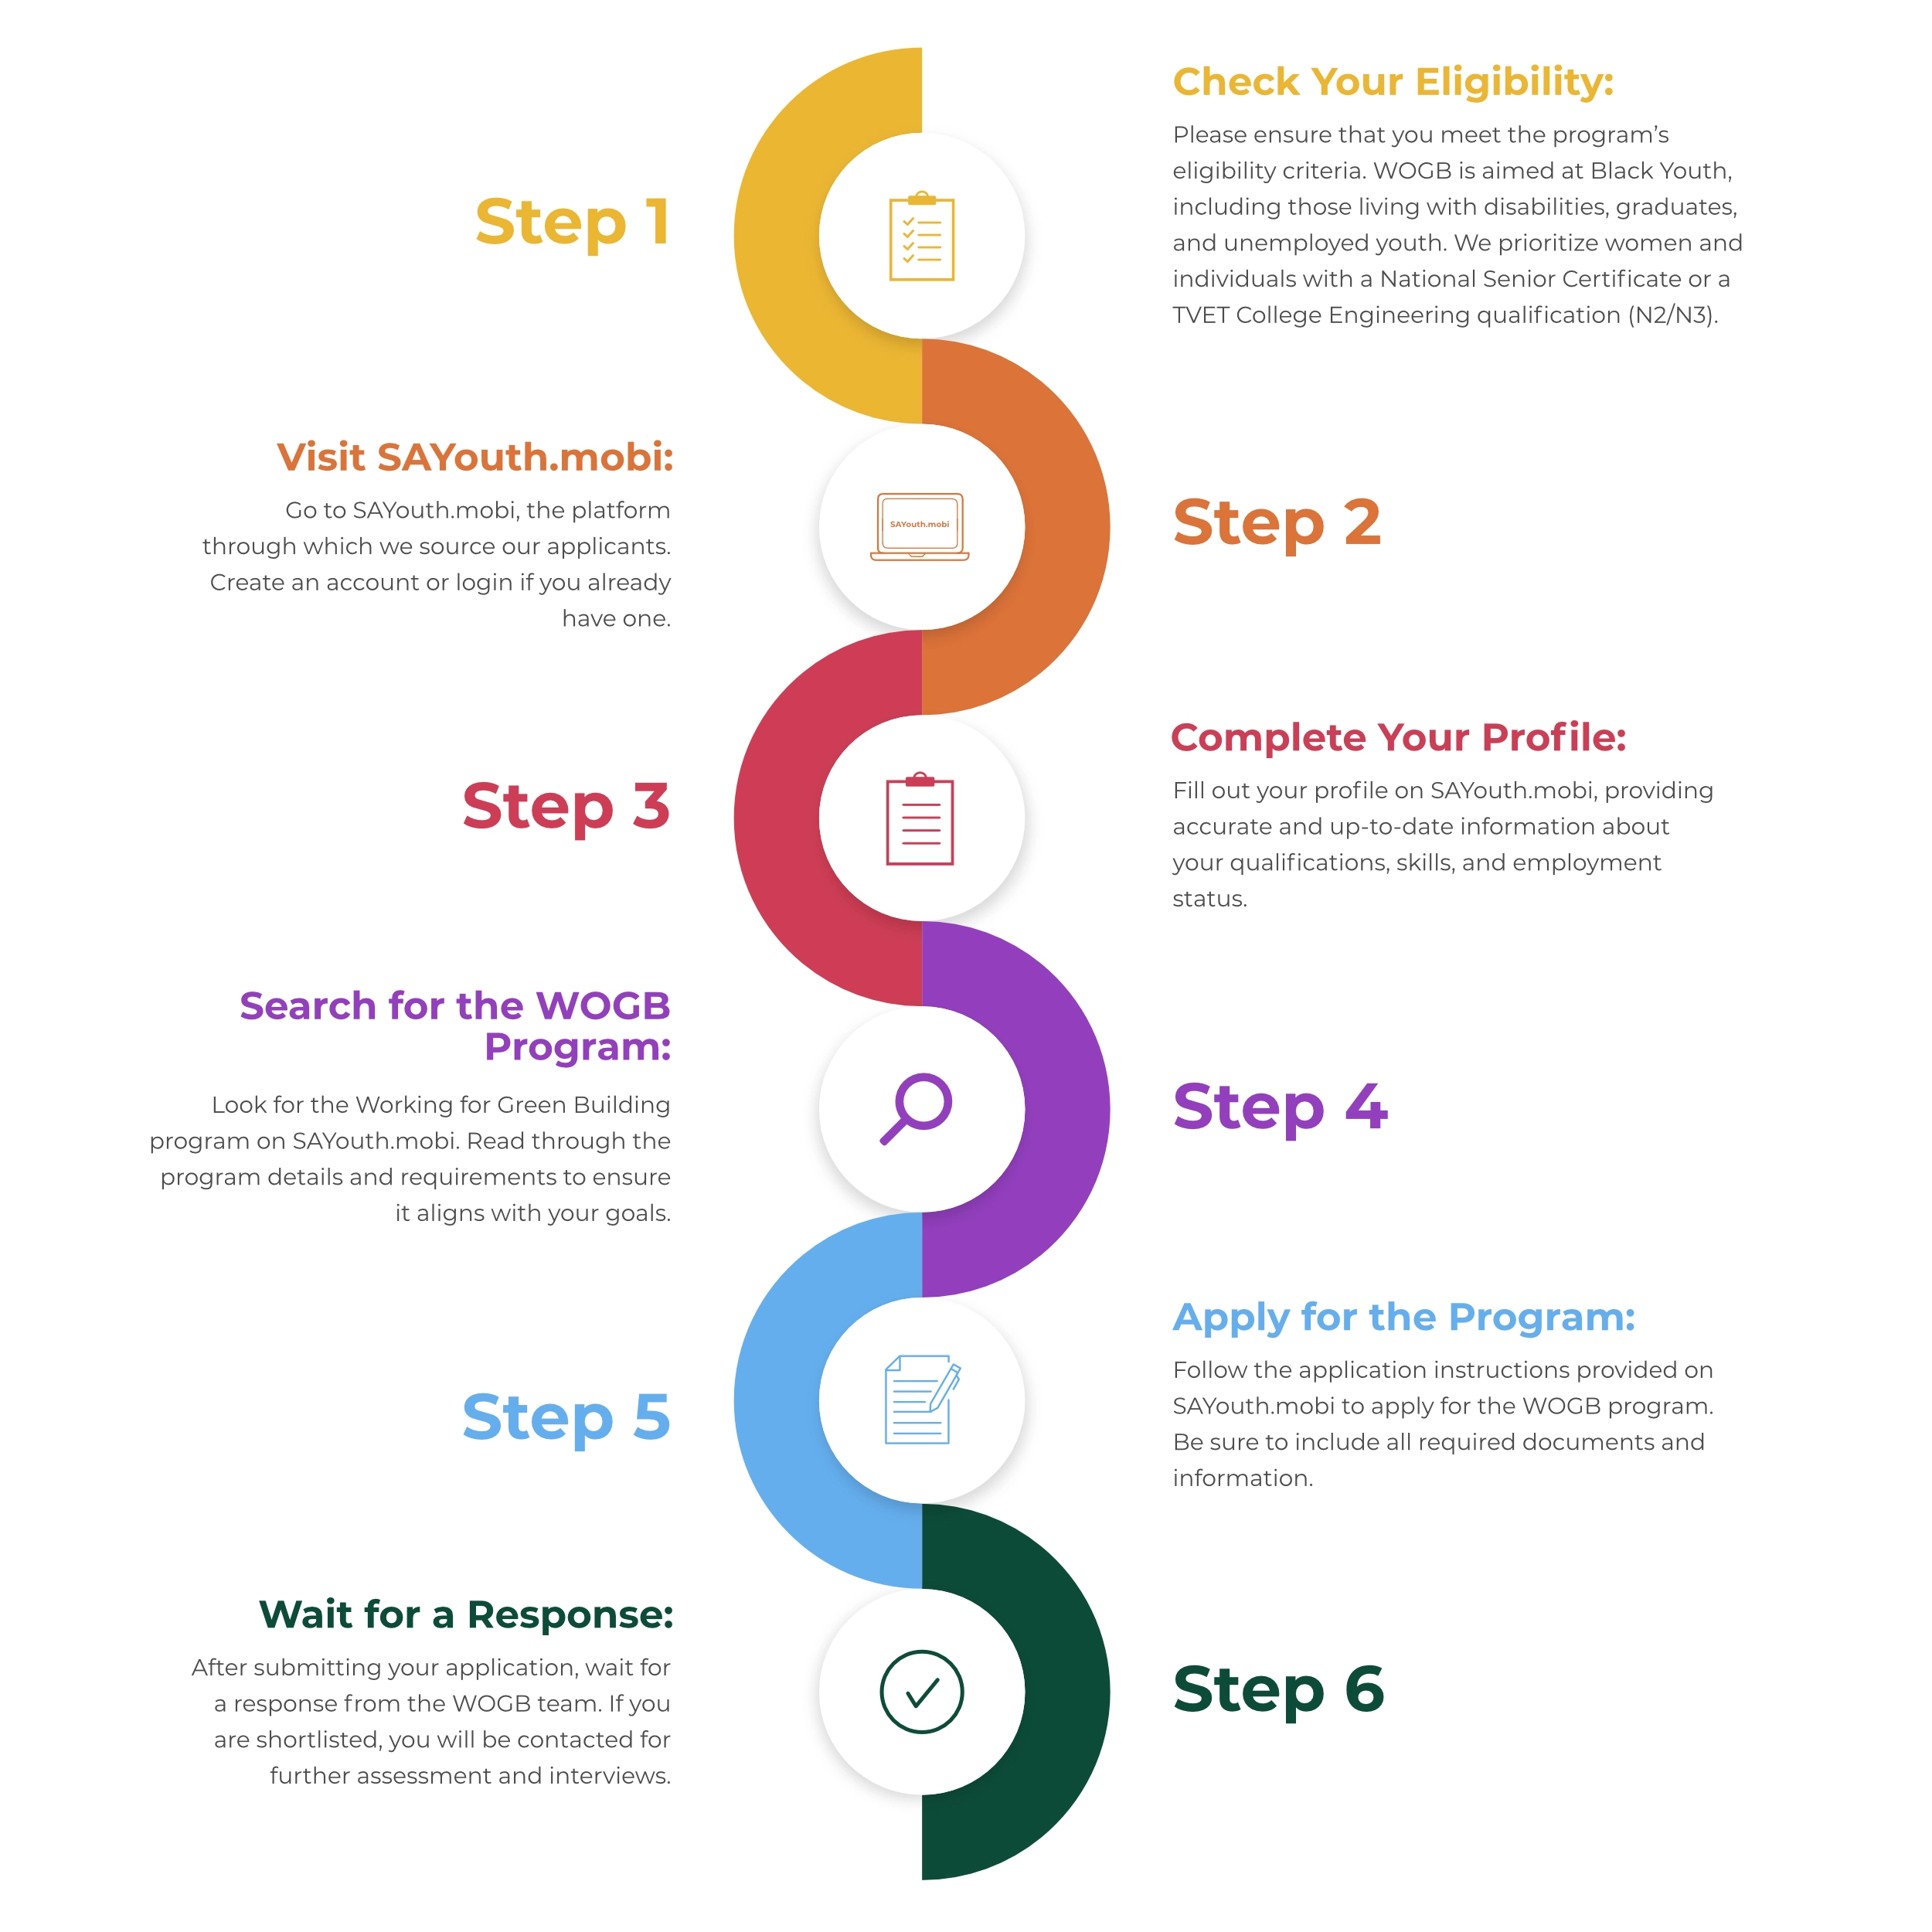 Step 1
Check Your Eligibility:
Please ensure that you meet the program’s
eligibility criteria. WOGB is aimed at Black Youth,
including those living with disabilities, graduates,
and unemployed youth. We prioritize women and
individuals with a National Senior Certificate or a
TVET College Engineering qualification (N2/N3).
Step 2
Visit SAYouth.mobi:
Go to SAYouth.mobi, the platform
through which we source our applicants.
Create an account or login if you already
have one.
SAYouth.mobi
Step 3
Complete Your Profile:
Fill out your profile on SAYouth.mobi, providing
accurate and up-to-date information about
your qualifications, skills, and employment
status.
Step 4
Search for the WOGB
Program:
Look for the Working for Green Building
program on SAYouth.mobi. Read through the
program details and requirements to ensure
it aligns with your goals.
Step 5
Apply for the Program:
Follow the application instructions provided on
SAYouth.mobi to apply for the WOGB program.
Be sure to include all required documents and
information.
Step 6
Wait for a Response:
After submitting your application, wait for
a response from the WOGB team. If you
are shortlisted, you will be contacted for
further assessment and interviews.